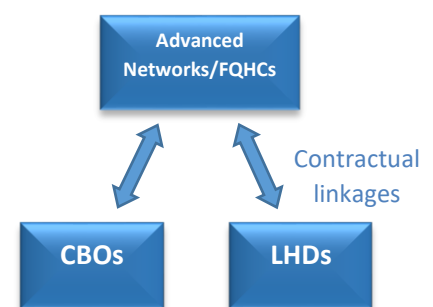 Advanced
Networks/FQHCs
Contractual
linkages
CBOs
LHDs